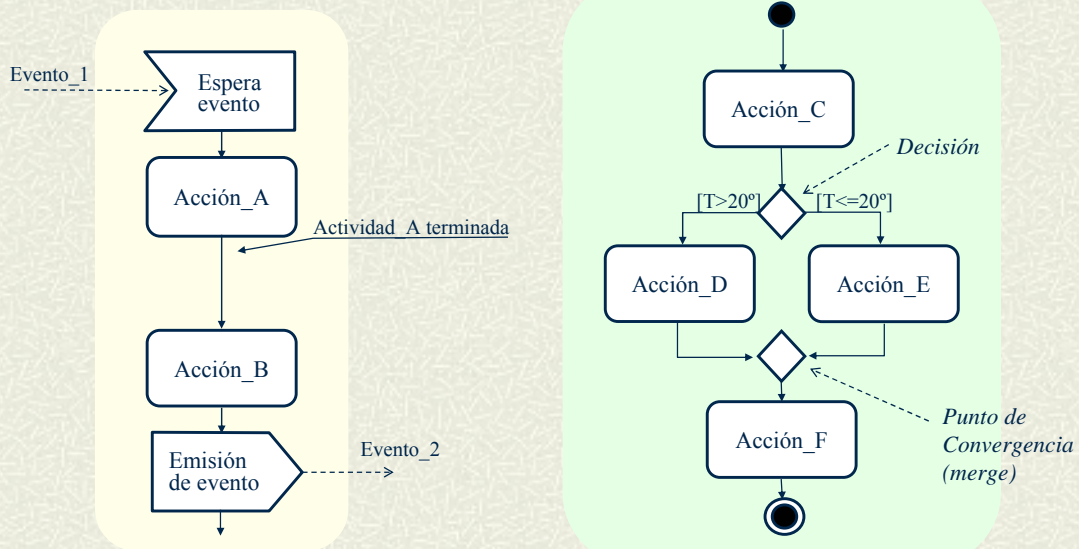 Evento_1
Espera
evento
Acción_A
Actividad_A terminada
Acción_B
Emisión
de evento
Evento_2
Acción_C
Decisión
[T>20º]
[T<=20º]
Acción_D
Acción_E
Acción_F
Punto de
Convergencia
(merge)